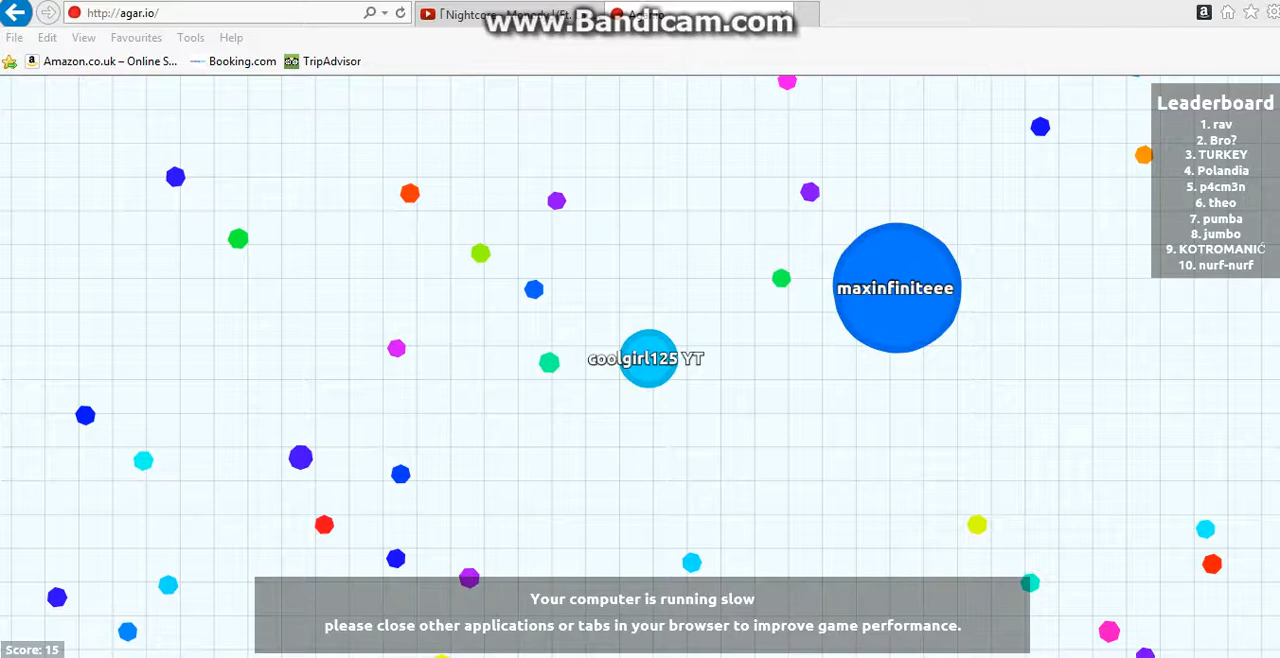 http://agar.io/
「Nightcore」
www.Bandicam.com
File Edit View Favourites Tools Help
Amazon.co.uk – Online S... Booking.com TripAdvisor
Leaderboard
1. rav
2. Bro?
3. TURKEY
4. Polandia
5. p4cm3n
6. theo
7. pumba
8. jumbo
9. KOTROMANIĆ
10. nurf-nurf
maxinfiniteee
coolgirl125 YT
Your computer is running slow
please close other applications or tabs in your browser to improve game performance.
Score: 15